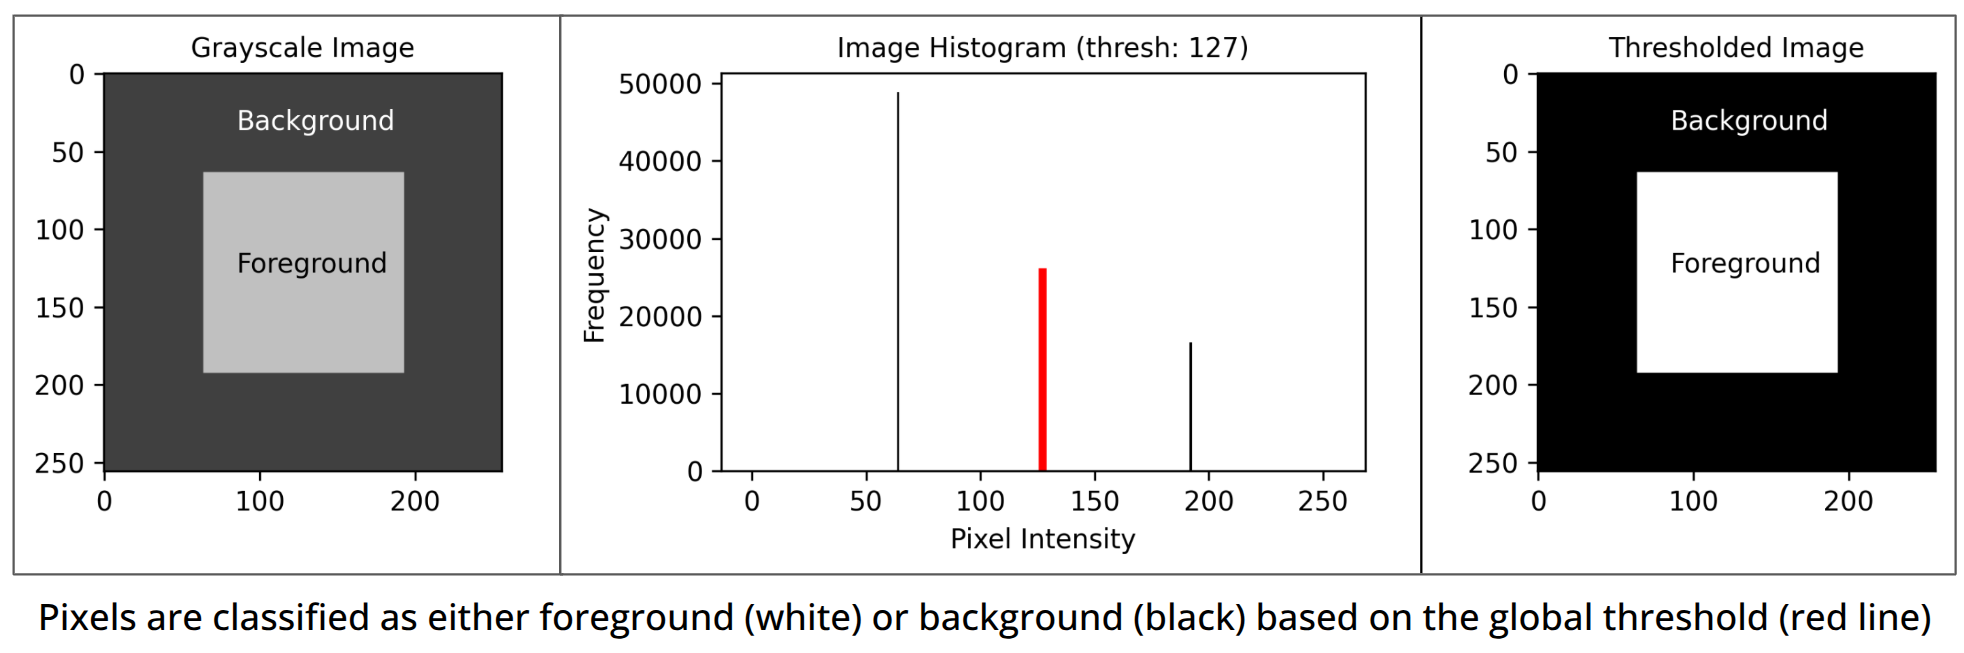 Grayscale Image
0
50
100
150
200
250
Background
Foreground
0 100 200
Image Histogram (thresh: 127)
Frequency
50000
40000
30000
20000
10000
0
0 50 100 150 200 250
Pixel Intensity
Thresholded Image
0
50
100
150
200
250
Background
Foreground
0 100 200
Pixels are classified as either foreground (white) or background (black) based on the global threshold (red line)